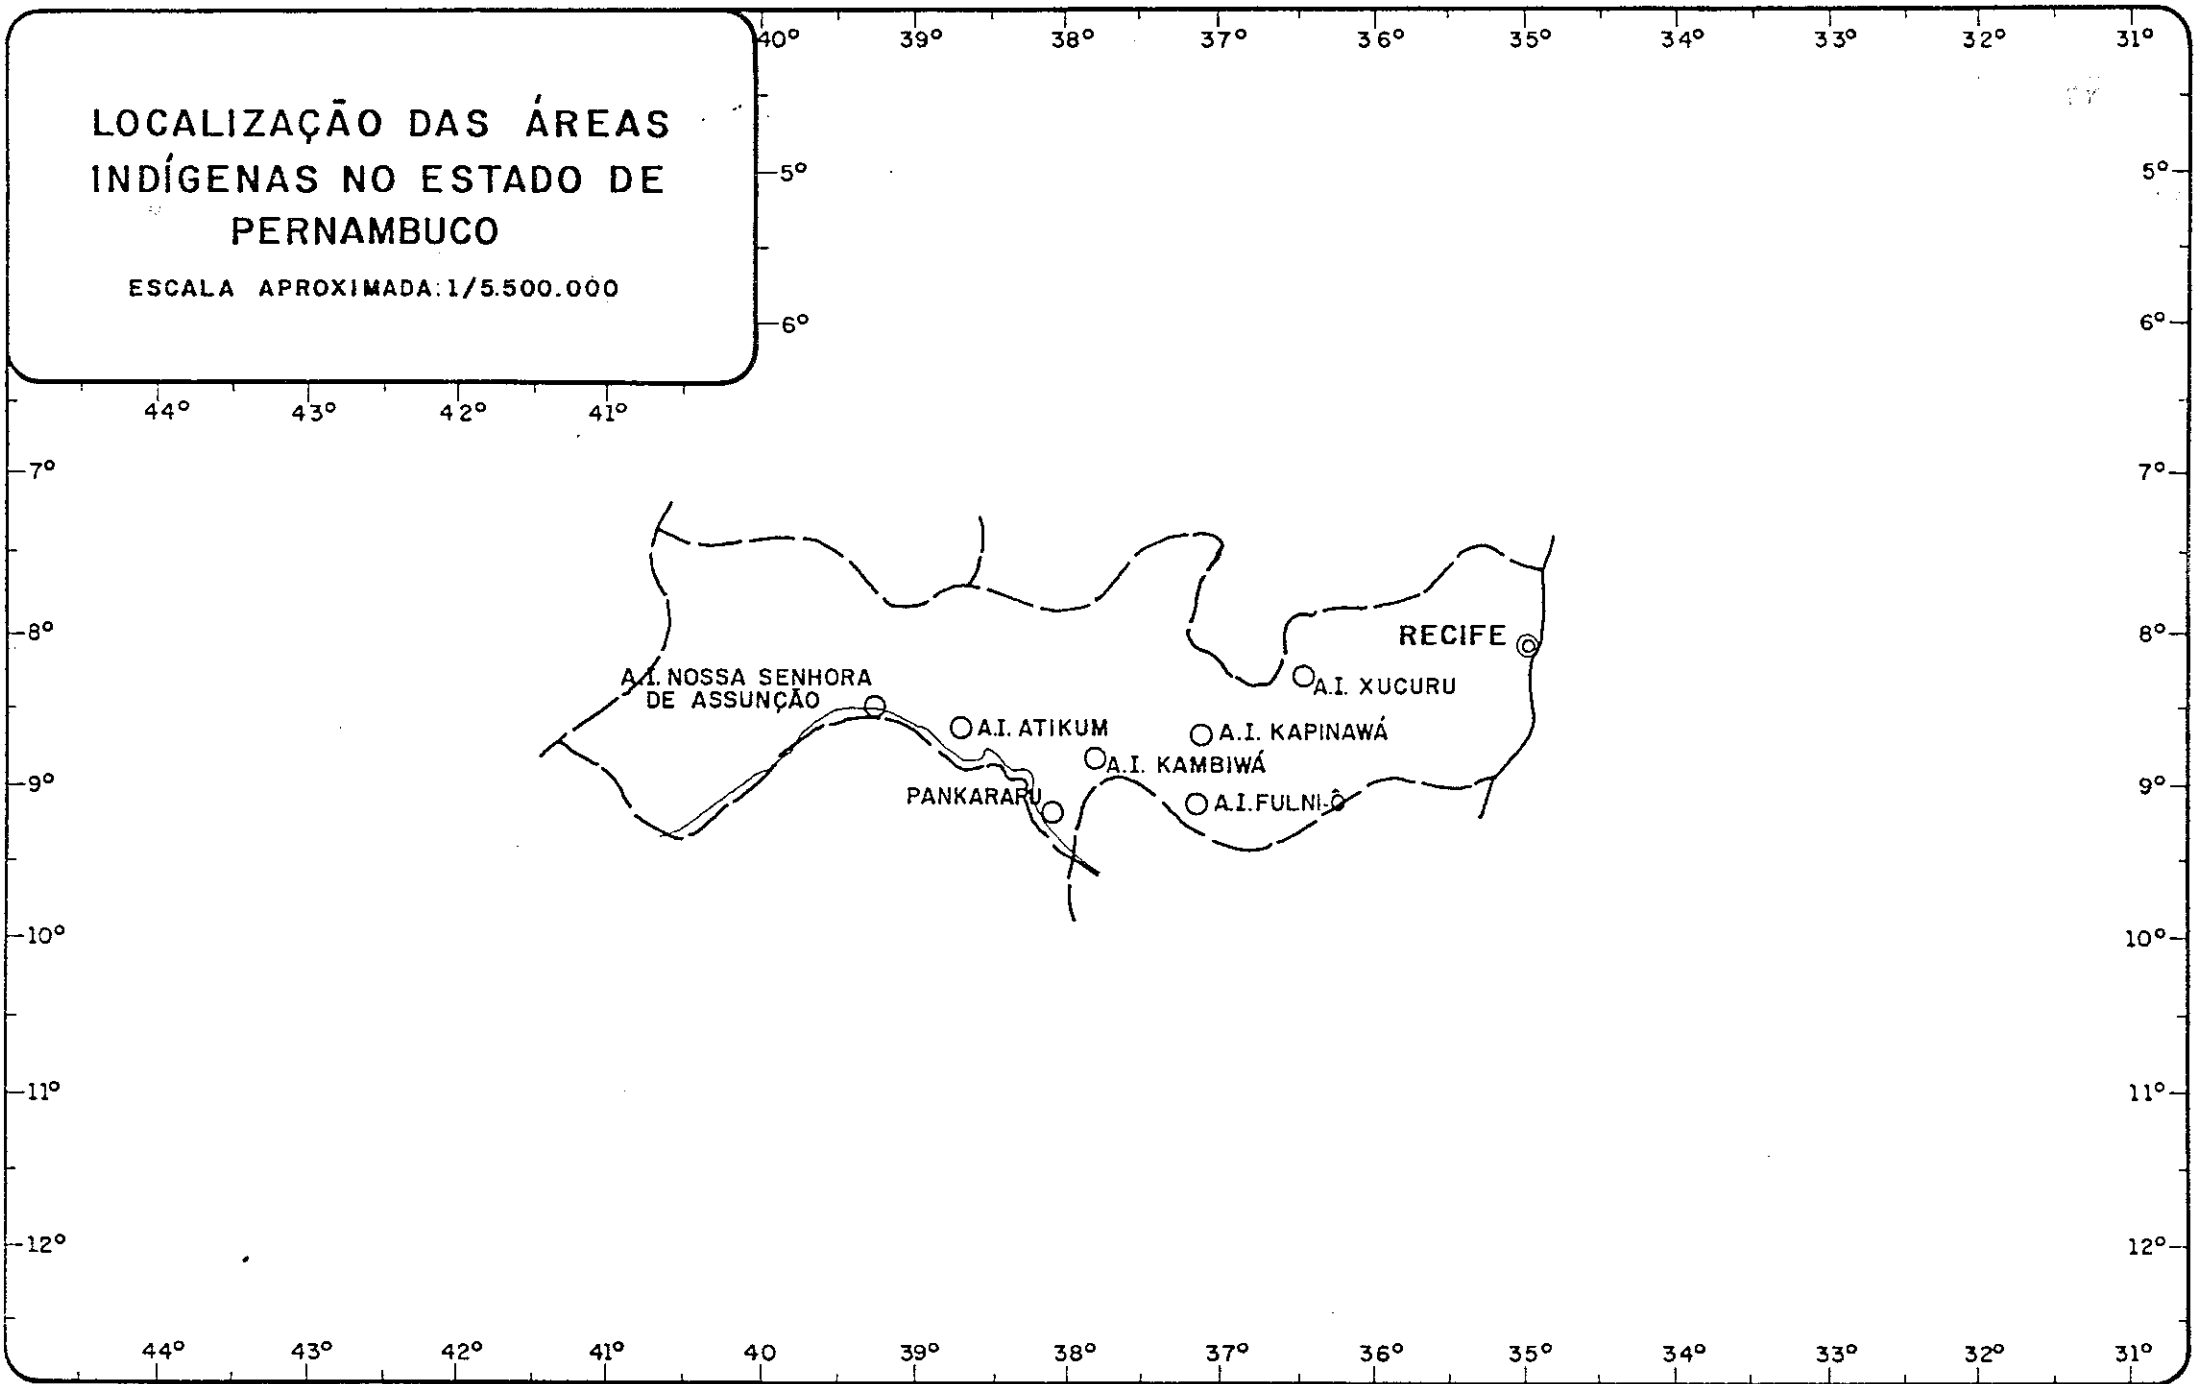 LOCALIZAÇÃO DAS ÁREAS
INDÍGENAS NO ESTADO DE
PERNAMBUCO
ESCALA APROXIMADA: 1/5.500.000
40° 39° 38° 37° 36° 35° 34° 33° 32° 31°
5° 5°
6° 6°
44° 43° 42° 41°
7° 7°
8° 8°
RECIFE
A.I. NOSSA SENHORA
DE ASSUNÇÃO
A.I. XUCURU
A.I. ATIKUM
A.I. KAPINAWÁ
A.I. KAMBIWÁ
9° 9°
PANKARARU
A.I. FULNI-Ô
10° 10°
11° 11°
12° 12°
44° 43° 42° 41° 40 39° 38° 37° 36° 35° 34° 33° 32° 31°